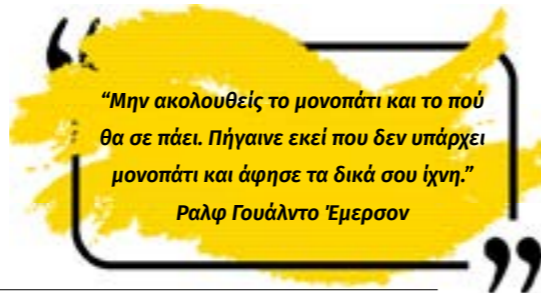 “Μην ακολουθείς το μονοπάτι και το πού
θα σε πάει. Πήγαινε εκεί που δεν υπάρχει
μονοπάτι και άφησε τα δικά σου ίχνη.”
Ραλφ Γουάλντο Έμερσον